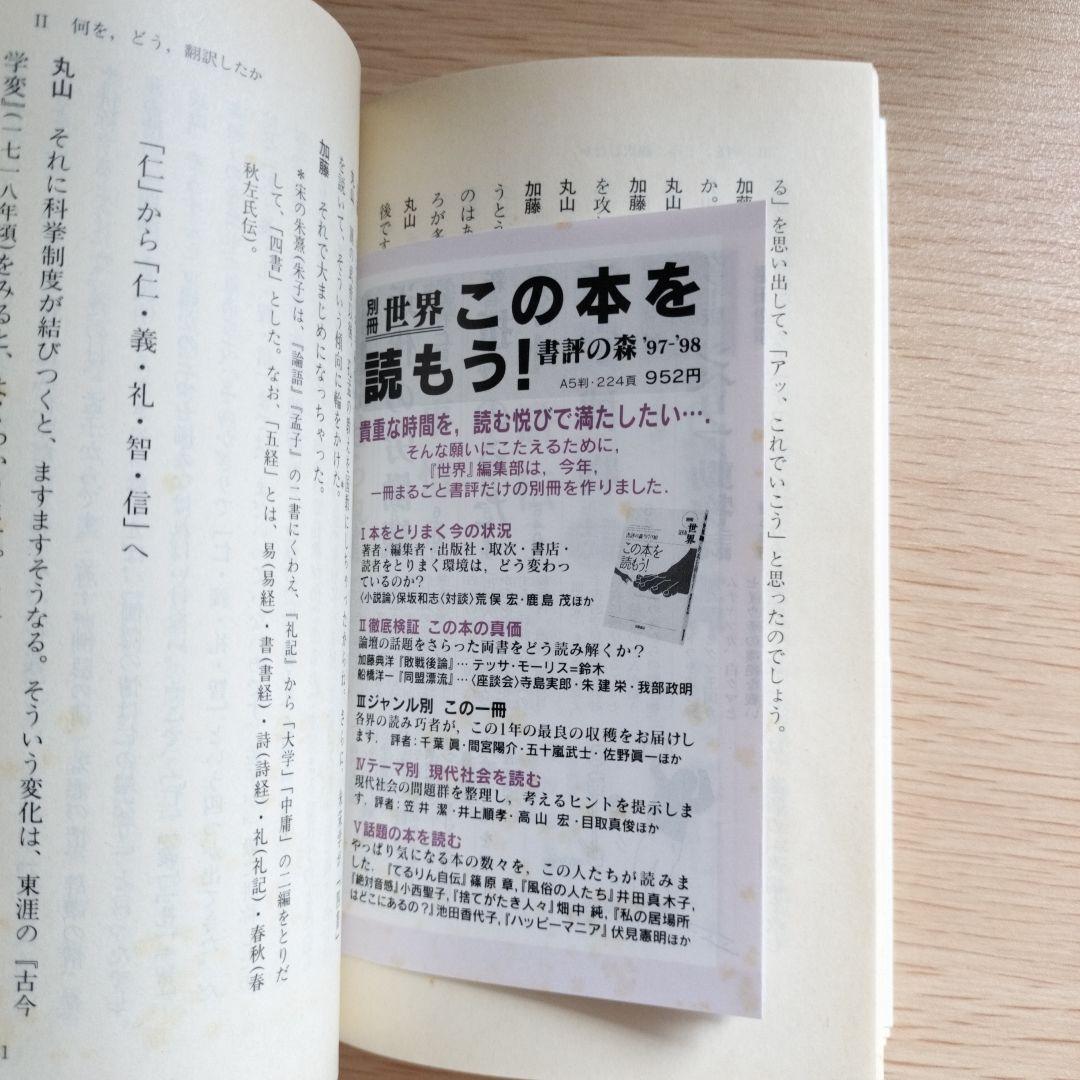 II 何を，どう，翻訳したか
加藤 それで大まじめになっちゃった。
＊宋の朱熹(朱子)は、『論語』『孟子』の二書にくわえ、『礼記』から「大学」「中庸」の二編をとりだ
して、「四書」とした。なお、「五経」とは、易(易経)・書(書経)・詩(詩経)・礼(礼記)・春秋(春
秋左氏伝)。
「仁」から「仁・義・礼・智・信」へ
丸山 それに科挙制度が結びつくと、ますますそうなる。そういう変化は、東涯の『古今
学変』(一七一八年頃)をみると、
る」を思い出して、「アッ、これでいこう」と思ったのでしょう。
加藤
か。
丸山
加藤
を攻
丸山
加藤
うとう
のはあ
ろが多
丸山
後です
別冊 世界 この本を
読もう! 書評の森 '97-'98
A5判・224頁 952円
貴重な時間を，読む悦びで満たしたい….
そんな願いにこたえるために，
『世界』編集部は，今年，
一冊まるごと書評だけの別冊を作りました．
I 本をとりまく今の状況
著者・編集者・出版社・取次・書店・
読者をとりまく環境は，どう変わっ
ているのか?
〈小説論〉保坂和志〈対談〉荒俣 宏・鹿島 茂ほか
II 徹底検証 この本の真価
論壇の話題をさらった両書をどう読み解くか?
加藤典洋『敗戦後論』… テッサ・モーリス=鈴木
船橋洋一『同盟漂流』…〈座談会〉寺島実郎・朱 建栄・我部政明
III ジャンル別 この一冊
各界の読み巧者が，この1年の最良の収穫をお届けし
ます．評者：千葉 眞・間宮陽介・五十嵐武士・佐野眞一ほか
IV テーマ別 現代社会を読む
現代社会の問題群を整理し，考えるヒントを提示しま
す．評者：笠井 潔・井上順孝・高山 宏・目取真俊ほか
V 話題の本を読む
やっぱり気になる本の数々を，この人たちが読みま
した．『てるりん自伝』篠原 章,『風俗の人たち』井田真木子,
『絶対音感』小西聖子,『捨てがたき人々』畑中 純,『私の居場所
はどこにあるの?』池田香代子,『ハッピーマニア』伏見憲明ほか
世界
この本を
読もう!